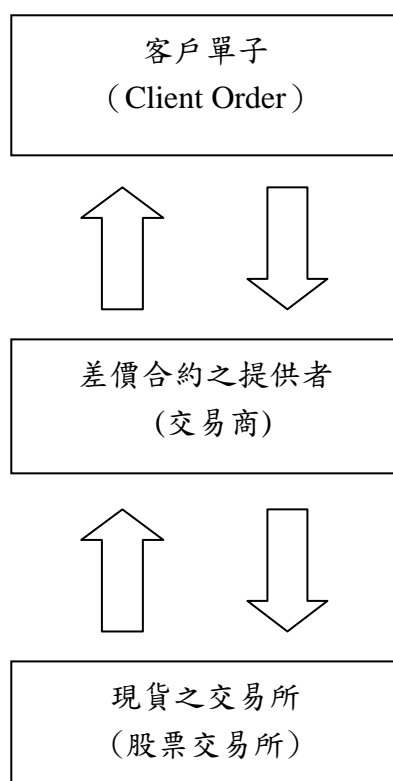 客戶單子
（Client Order）
差價合約之提供者
(交易商)
現貨之交易所
（股票交易所）